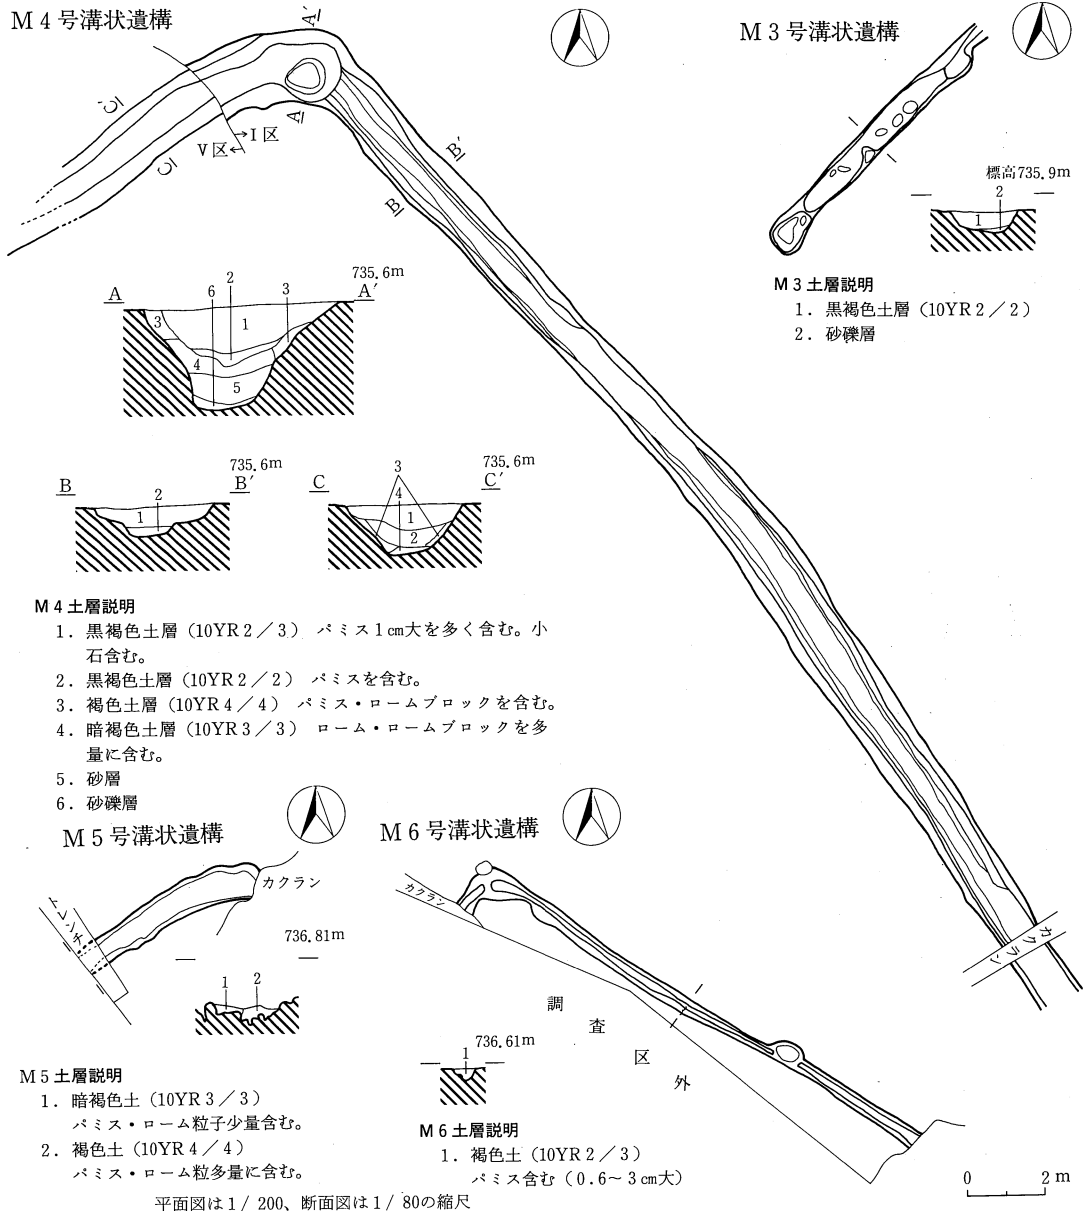 M4号溝状遺構
A′
A
C′
C
→I区
V区←
B′
B
カクラン
M3号溝状遺構
標高735.9m
2
1
M3土層説明
1. 黒褐色土層(10YR2/2)
2. 砂礫層
735.6m
A
A′
6
2
3
3
1
4
5
735.6m
B
B′
2
1
735.6m
C
C′
3
4
1
2
M4土層説明
1. 黒褐色土層(10YR2/3) パミス1cm大を多く含む。小
石含む。
2. 黒褐色土層(10YR2/2) パミスを含む。
3. 褐色土層(10YR4/4) パミス・ロームブロックを含む。
4. 暗褐色土層(10YR3/3) ローム・ロームブロックを多
量に含む。
5. 砂層
6. 砂礫層
M5号溝状遺構
カクラン
トレンチ
736.81m
1
2
M5土層説明
1. 暗褐色土(10YR3/3)
パミス・ローム粒子少量含む。
2. 褐色土(10YR4/4)
パミス・ローム粒多量に含む。
M6号溝状遺構
カクラン
調査区外
736.61m
1
M6土層説明
1. 褐色土(10YR2/3)
パミス含む(0.6~3cm大)
0 2m
平面図は1/200、断面図は1/80の縮尺